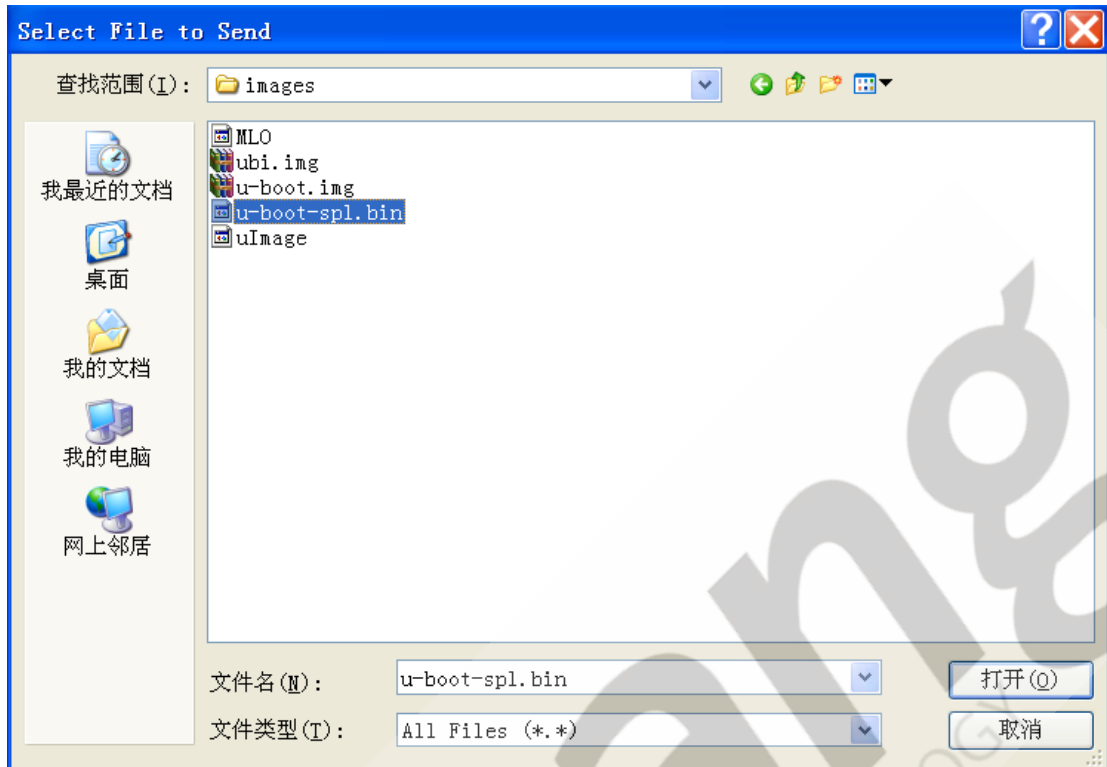 Select File to Send
查找范围(I):
images
我最近的文档
桌面
我的文档
我的电脑
网上邻居
MLO
ubi.img
u-boot.img
u-boot-spl.bin
uImage
文件名(N):
u-boot-spl.bin
打开(O)
文件类型(T):
All Files (*.*)
取消